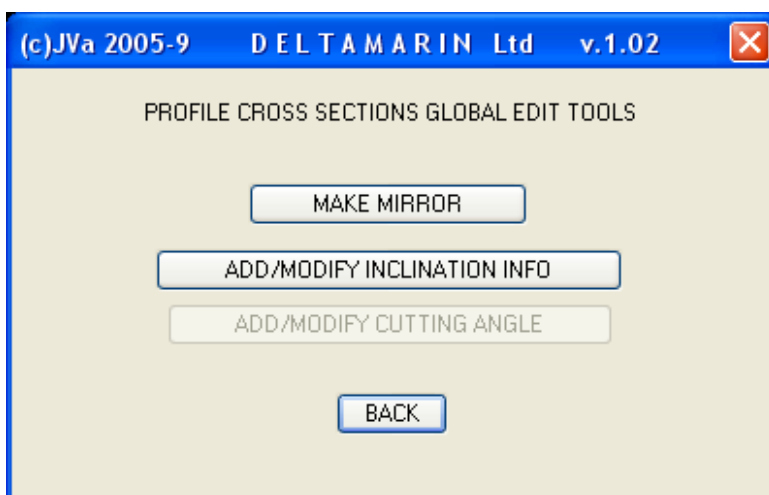 (c)JVa 2005-9 DELTAMARIN Ltd v.1.02
PROFILE CROSS SECTIONS GLOBAL EDIT TOOLS
MAKE MIRROR
ADD/MODIFY INCLINATION INFO
ADD/MODIFY CUTTING ANGLE
BACK